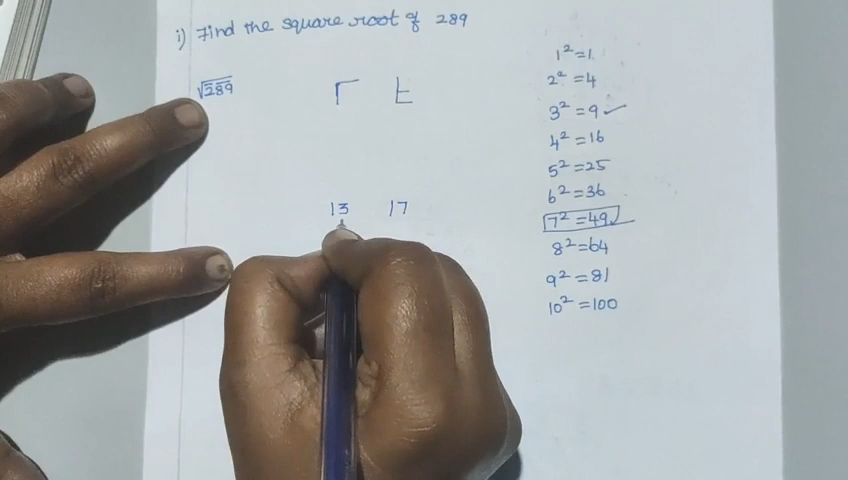 i) Find the square root of 289
√289
1² = 1
2² = 4
3² = 9 ✓
4² = 16
5² = 25
6² = 36
7² = 49
8² = 64
9² = 81
10² = 100
13 17